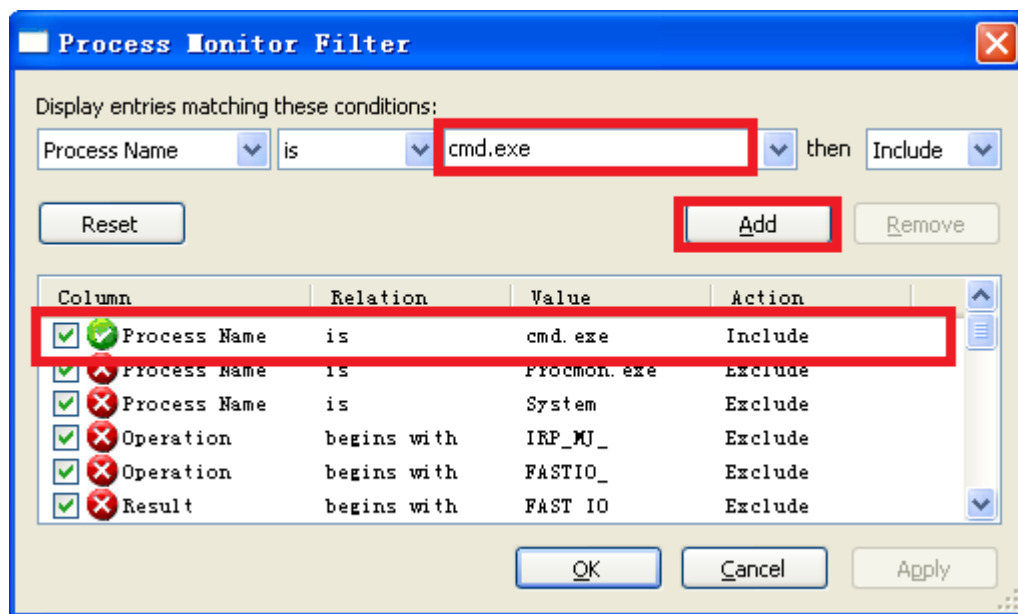 Process Monitor Filter
Display entries matching these conditions:
Process Name is cmd.exe then Include
Reset Add Remove
Column Relation Value Action
Process Name is cmd.exe Include
Process Name is Procmon.exe Exclude
Process Name is System Exclude
Operation begins with IRP_MJ_ Exclude
Operation begins with FASTIO_ Exclude
Result begins with FAST IO Exclude
OK Cancel Apply